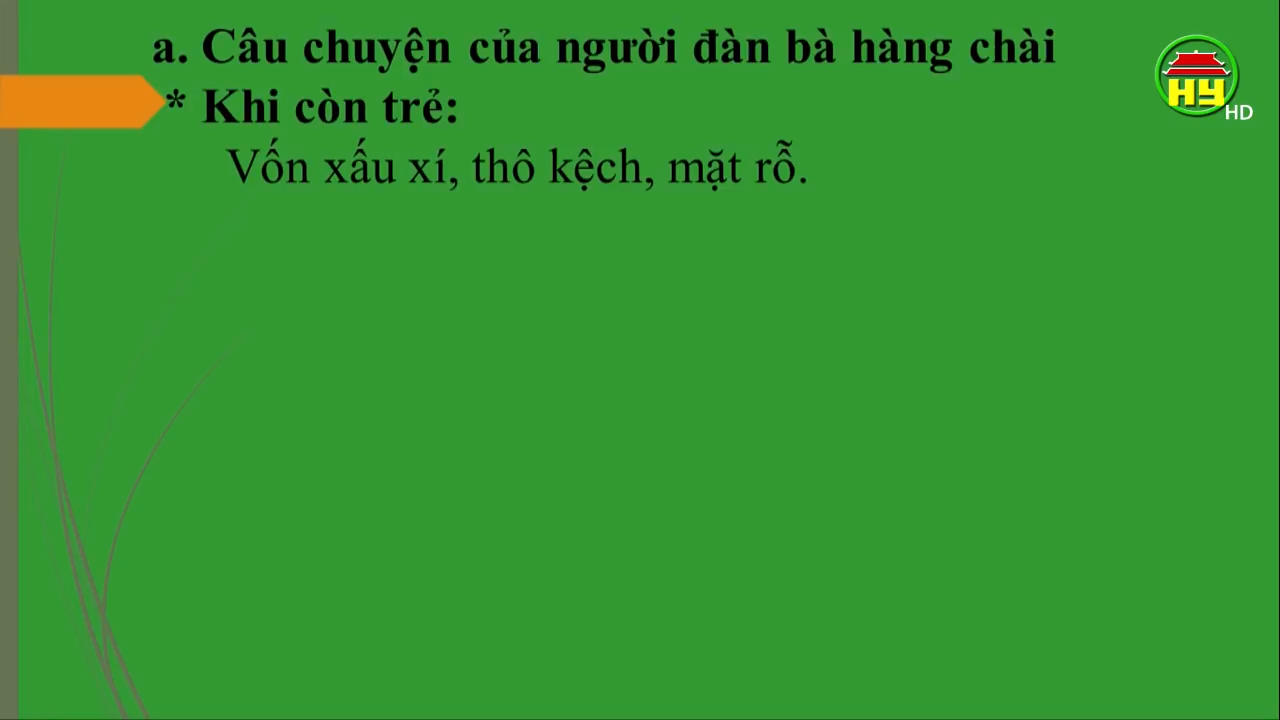 a. Câu chuyện của người đàn bà hàng chài
* Khi còn trẻ:
Vốn xấu xí, thô kệch, mặt rỗ.
HY
HD